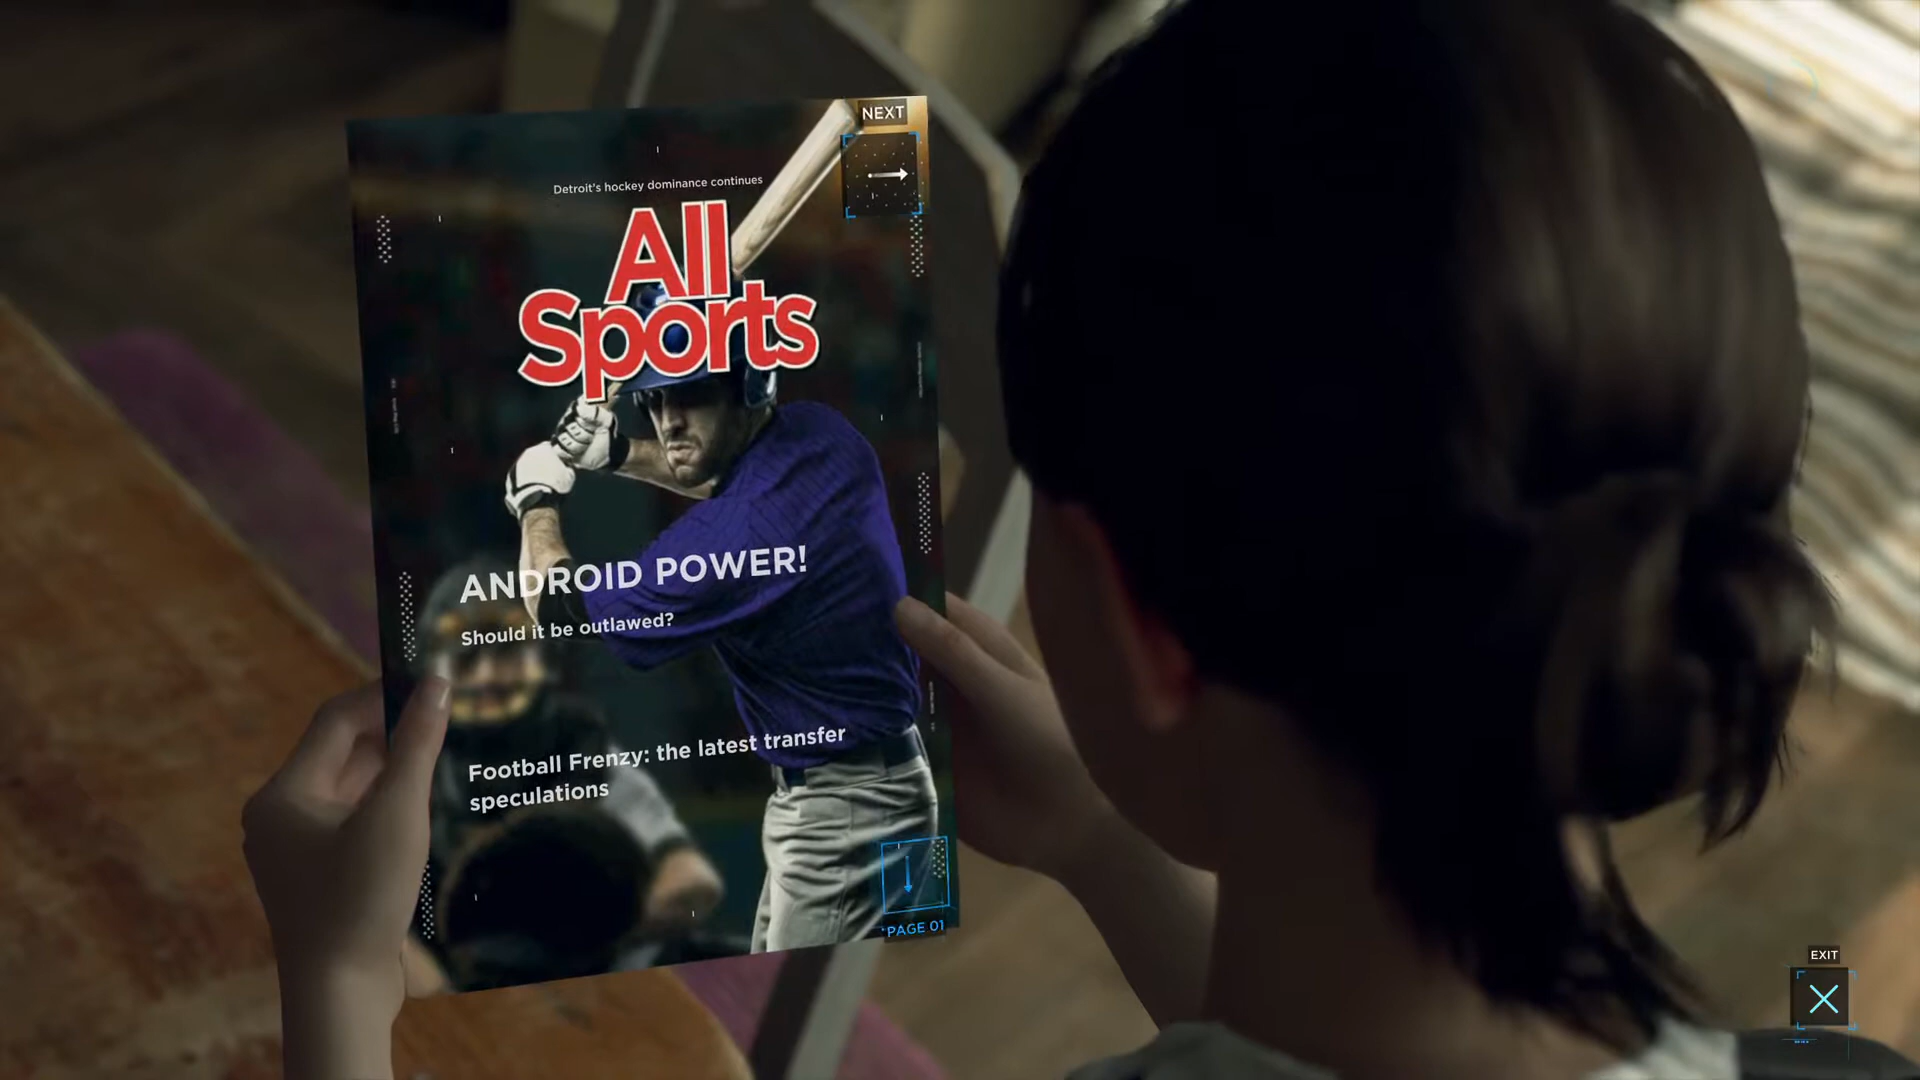 NEXT
Detroit's hockey dominance continues
All
Sports
ANDROID POWER!
Should it be outlawed?
Football Frenzy: the latest transfer
speculations
PAGE 01
EXIT